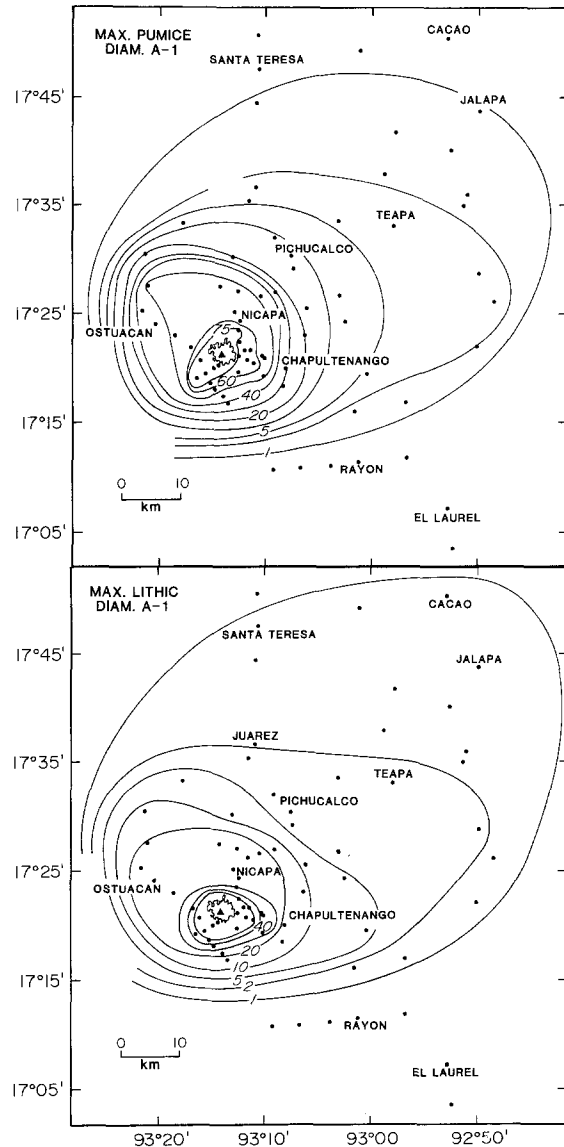 MAX. PUMICE
DIAM. A-1
CACAO
SANTA TERESA
17°45'
JALAPA
17°35'
TEAPA
PICHUCALCO
17°25'
NICAPA
OSTUACAN
75
CHAPULTENANGO
60
40
20
17°15'
5
1
0 10
km
RAYON
EL LAUREL
17°05'
MAX. LITHIC
DIAM. A-1
CACAO
SANTA TERESA
17°45'
JALAPA
JUAREZ
17°35'
TEAPA
PICHUCALCO
17°25'
NICAPA
OSTUACAN
CHAPULTENANGO
40
20
10
17°15'
5
2
1
0 10
km
RAYON
EL LAUREL
17°05'
93°20' 93°10' 93°00' 92°50'